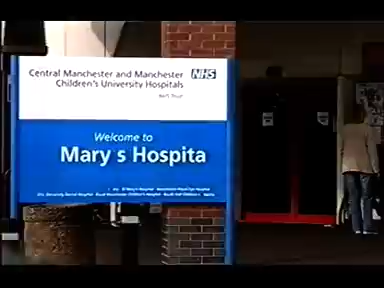 Central Manchester and Manchester NHS
Children's University Hospitals
NHS Trust
Welcome to
Mary s Hospita